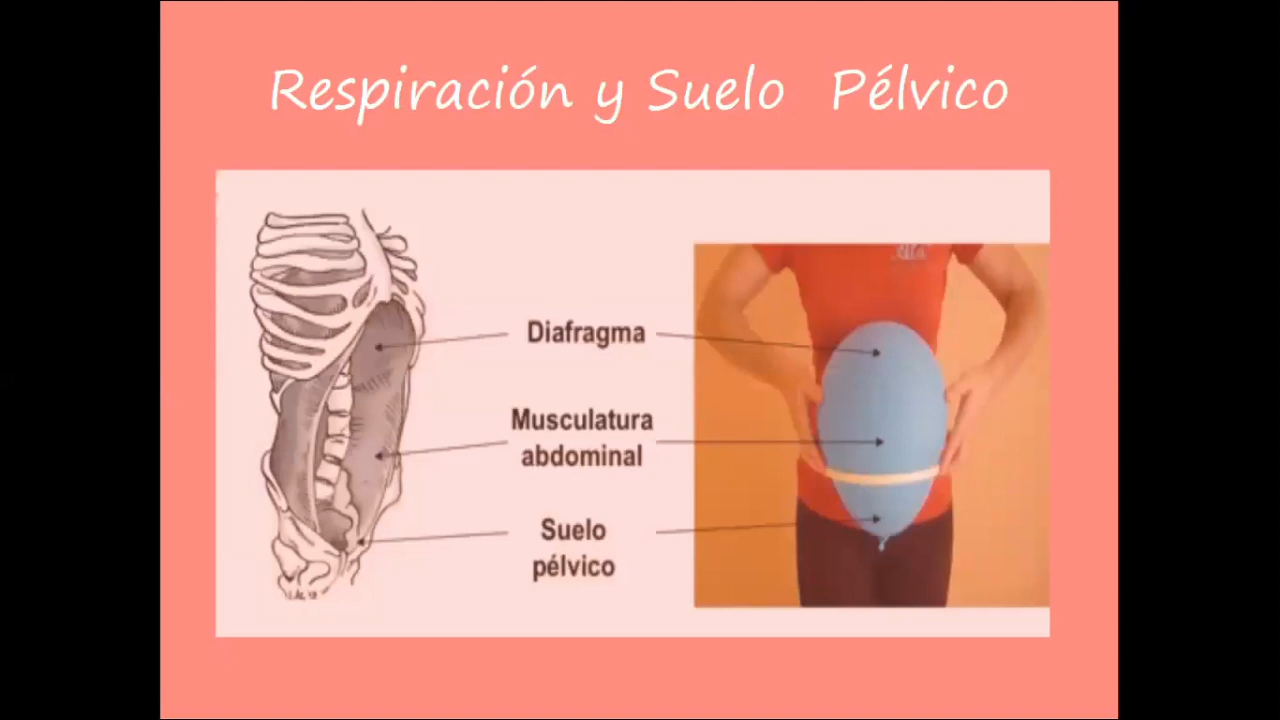 Respiración y Suelo Pélvico
Diafragma
Musculatura
abdominal
Suelo
pélvico